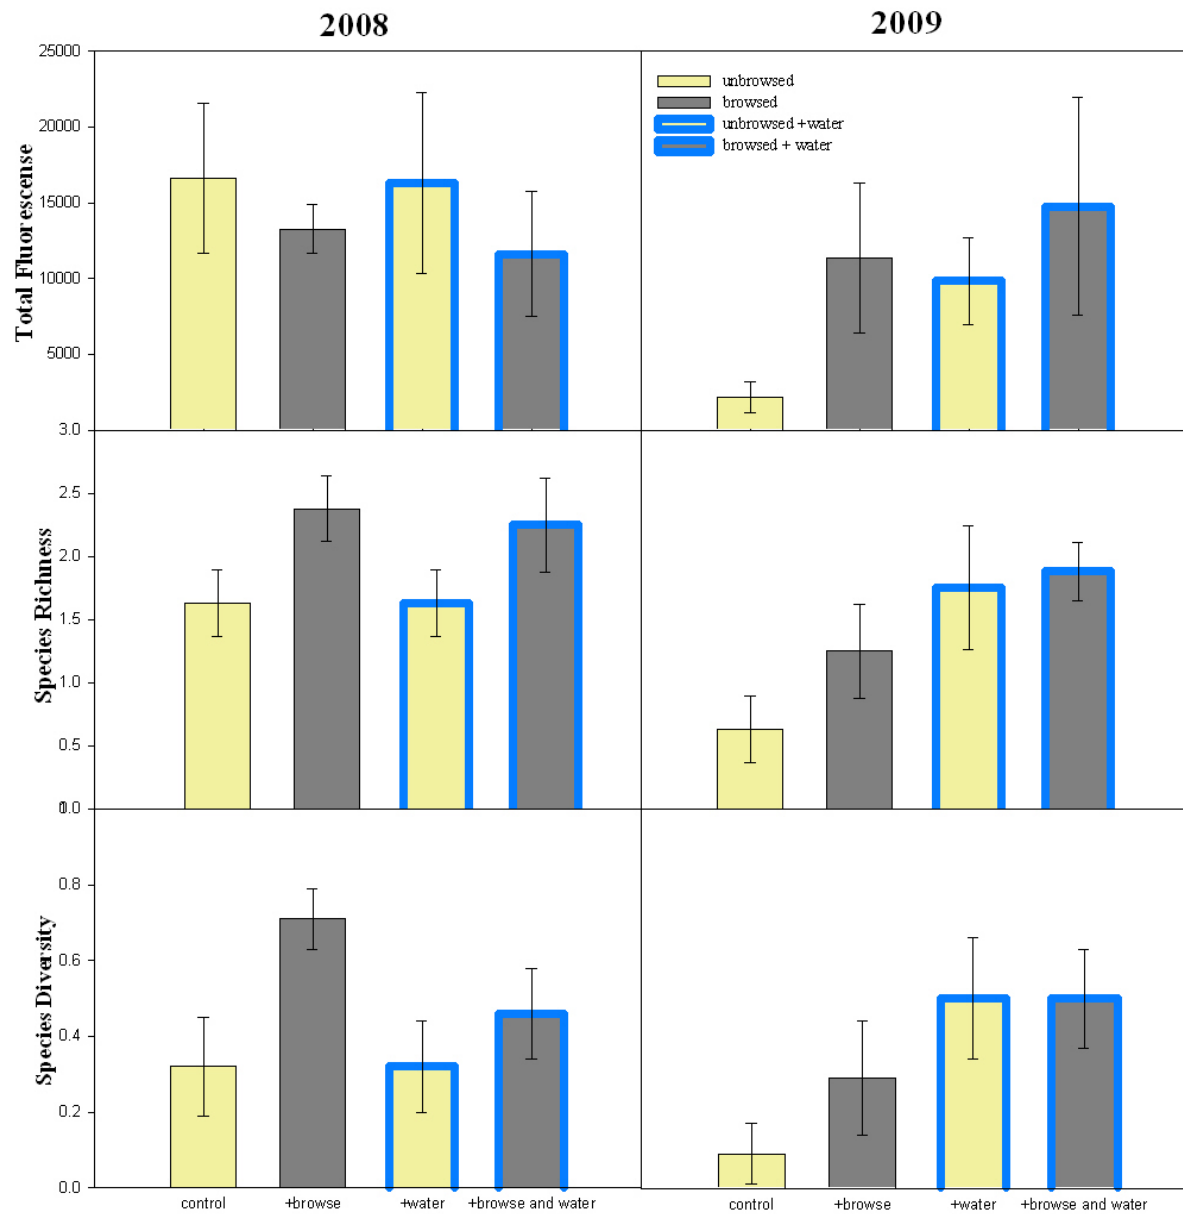 2008
2009
Total Fluorescense
25000
20000
15000
10000
5000
3.0
unbrowsed
browsed
unbrowsed +water
browsed + water
Species Richness
2.5
2.0
1.5
1.0
0.5
0.0
Species Diversity
0.8
0.6
0.4
0.2
0.0
control
+browse
+water
+browse and water
control
+browse
+water
+browse and water